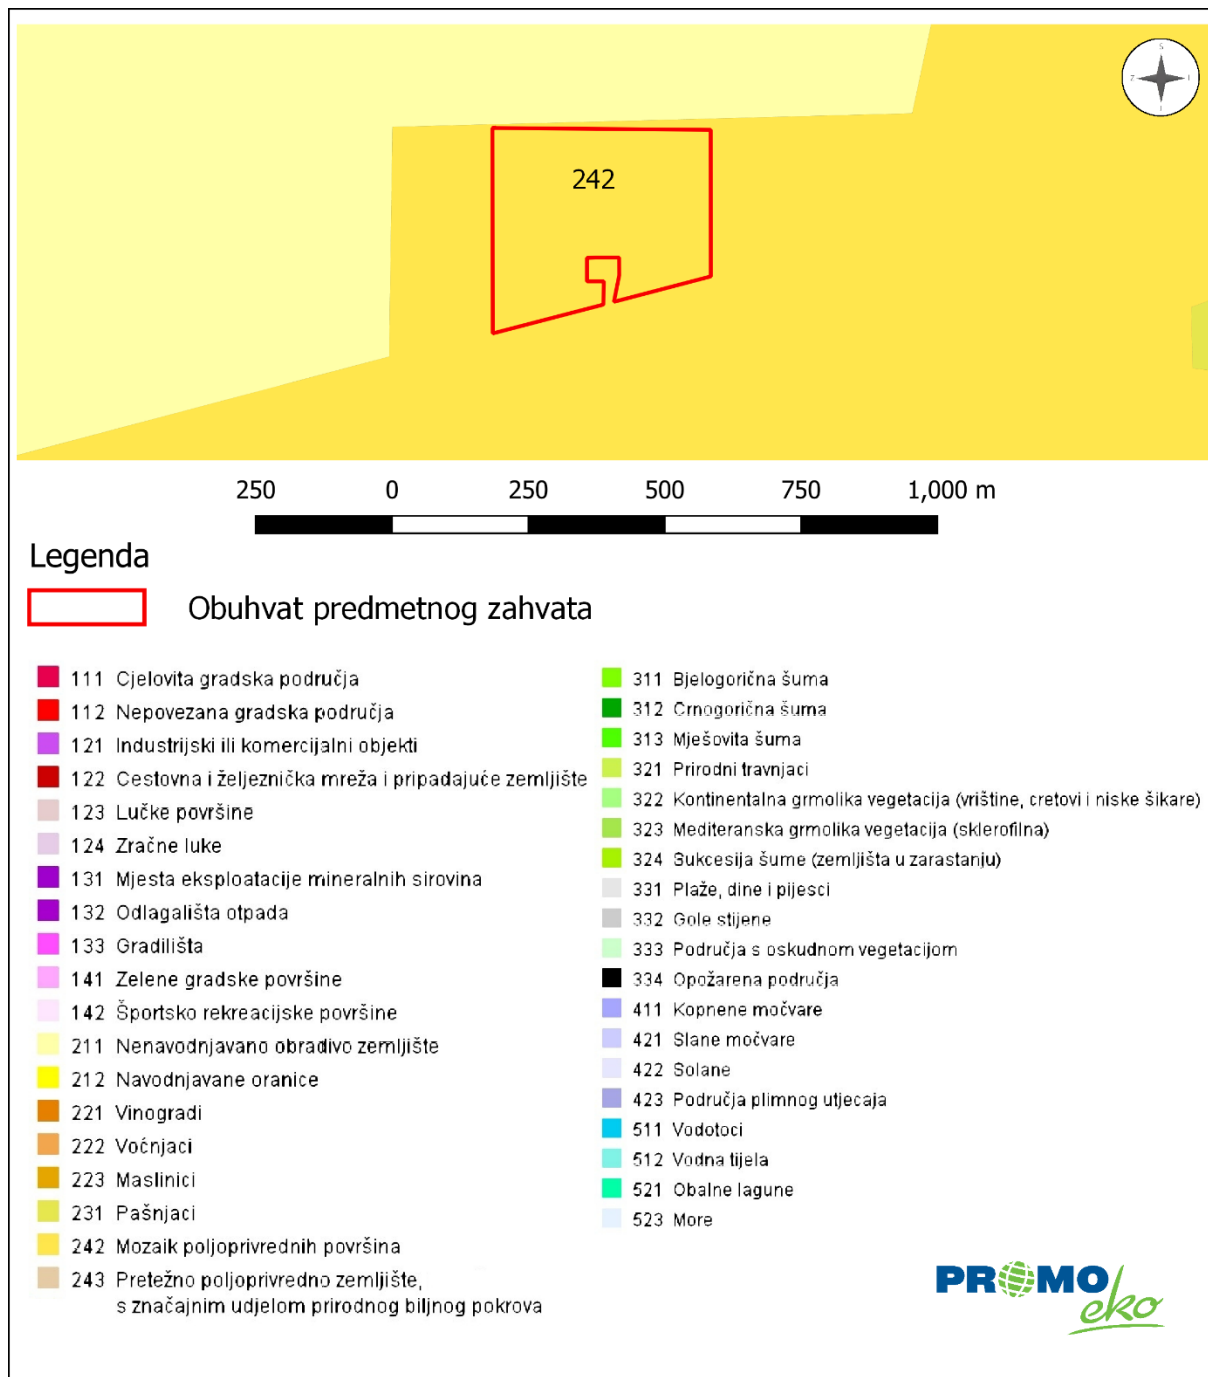 S
Z
I
I
242
250 0 250 500 750 1,000 m
Legenda
Obuhvat predmetnog zahvata
111 Cjelovita gradska područja
112 Nepovezana gradska područja
121 Industrijski ili komercijalni objekti
122 Cestovna i željeznička mreža i pripadajuće zemljište
123 Lučke površine
124 Zračne luke
131 Mjesta eksploatacije mineralnih sirovina
132 Odlagališta otpada
133 Gradilišta
141 Zelene gradske površine
142 Športsko rekreacijske površine
211 Nenavodnjavano obradivo zemljište
212 Navodnjavane oranice
221 Vinogradi
222 Voćnjaci
223 Maslinici
231 Pašnjaci
242 Mozaik poljoprivrednih površina
243 Pretežno poljoprivredno zemljište,
s značajnim udjelom prirodnog biljnog pokrova
311 Bjelogorična šuma
312 Crnogorična šuma
313 Mješovita šuma
321 Prirodni travnjaci
322 Kontinentalna grmolika vegetacija (vrištine, cretovi i niske šikare)
323 Mediteranska grmolika vegetacija (sklerofilna)
324 Sukcesija šume (zemljišta u zarastanju)
331 Plaže, dine i pijesci
332 Gole stijene
333 Područja s oskudnom vegetacijom
334 Opožarena područja
411 Kopnene močvare
421 Slane močvare
422 Solane
423 Područja plimnog utjecaja
511 Vodotoci
512 Vodna tijela
521 Obalne lagune
523 More
PROMO
eko